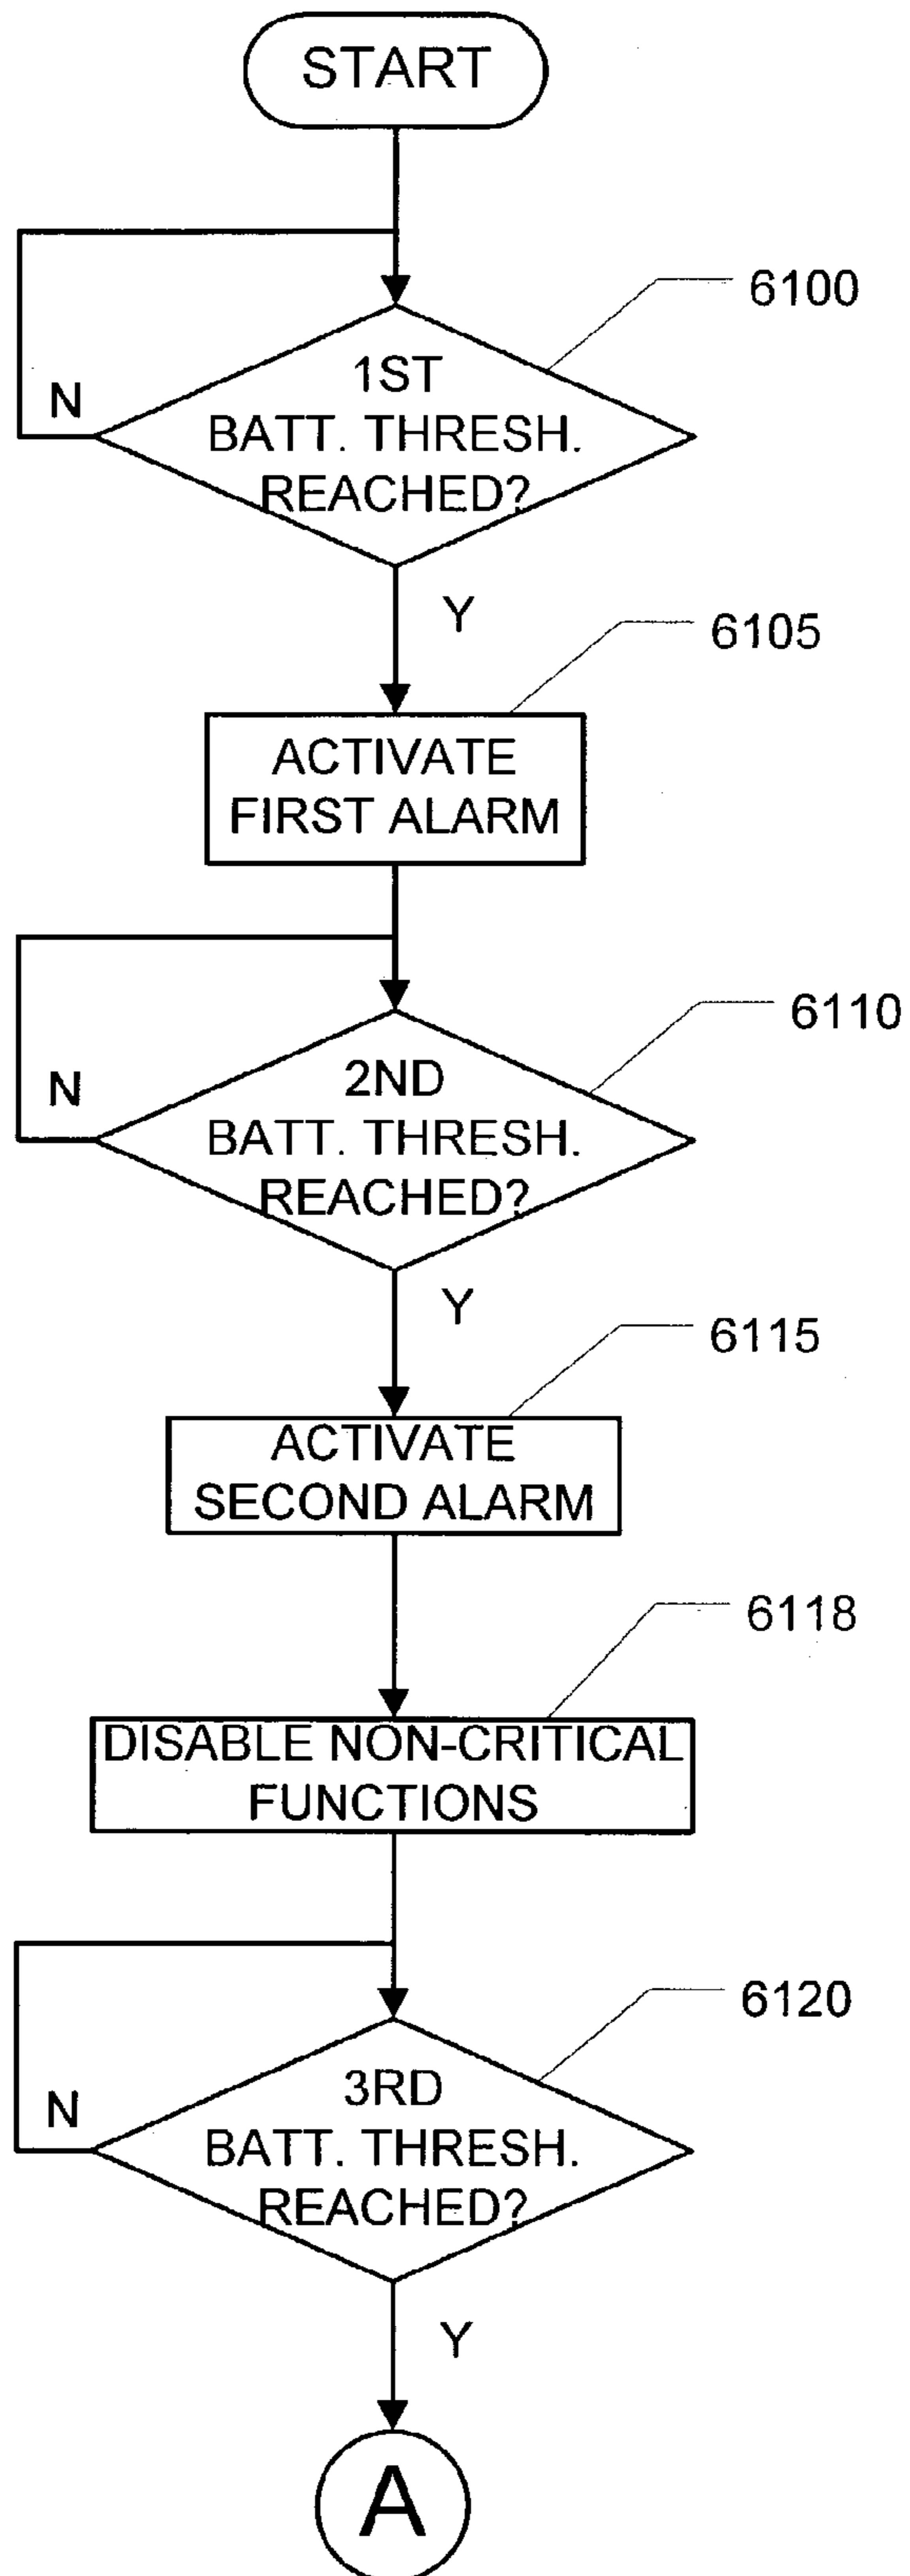 START
6100
1ST
BATT. THRESH.
REACHED?
N
Y
6105
ACTIVATE
FIRST ALARM
6110
2ND
BATT. THRESH.
REACHED?
N
Y
6115
ACTIVATE
SECOND ALARM
6118
DISABLE NON-CRITICAL
FUNCTIONS
6120
3RD
BATT. THRESH.
REACHED?
N
Y
A